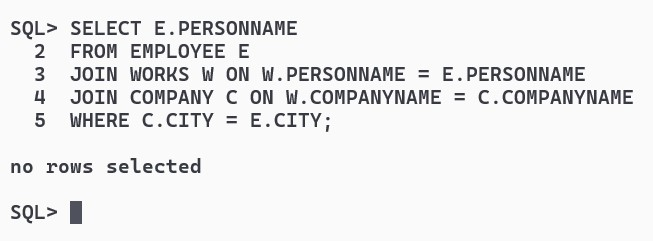 SQL> SELECT E.PERSONNAME
2 FROM EMPLOYEE E
3 JOIN WORKS W ON W.PERSONNAME = E.PERSONNAME
4 JOIN COMPANY C ON W.COMPANYNAME = C.COMPANYNAME
5 WHERE C.CITY = E.CITY;
no rows selected
SQL>